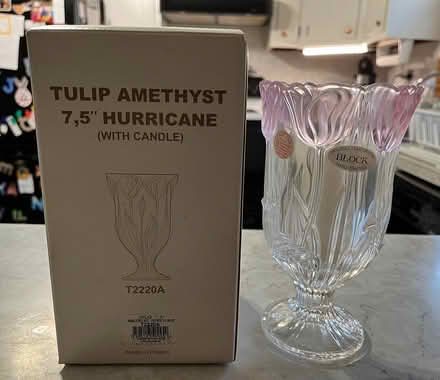 TULIP AMETHYST
7,5" HURRICANE
(WITH CANDLE)
T2220A
BLOCK